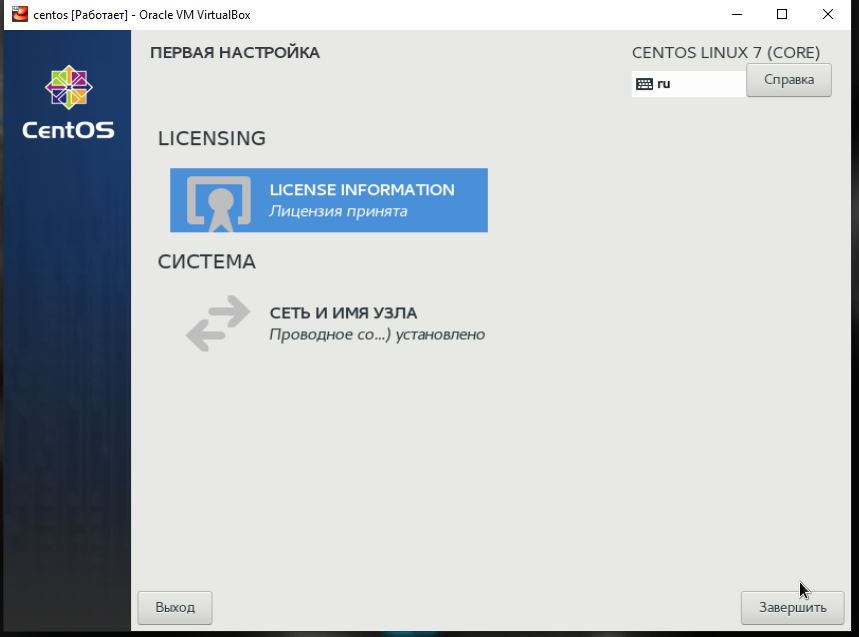 centos [Работает] - Oracle VM VirtualBox
CentOS
ПЕРВАЯ НАСТРОЙКА
CENTOS LINUX 7 (CORE)
ru
Справка
LICENSING
LICENSE INFORMATION
Лицензия принята
СИСТЕМА
СЕТЬ И ИМЯ УЗЛА
Проводное со...) установлено
Выход
Завершить